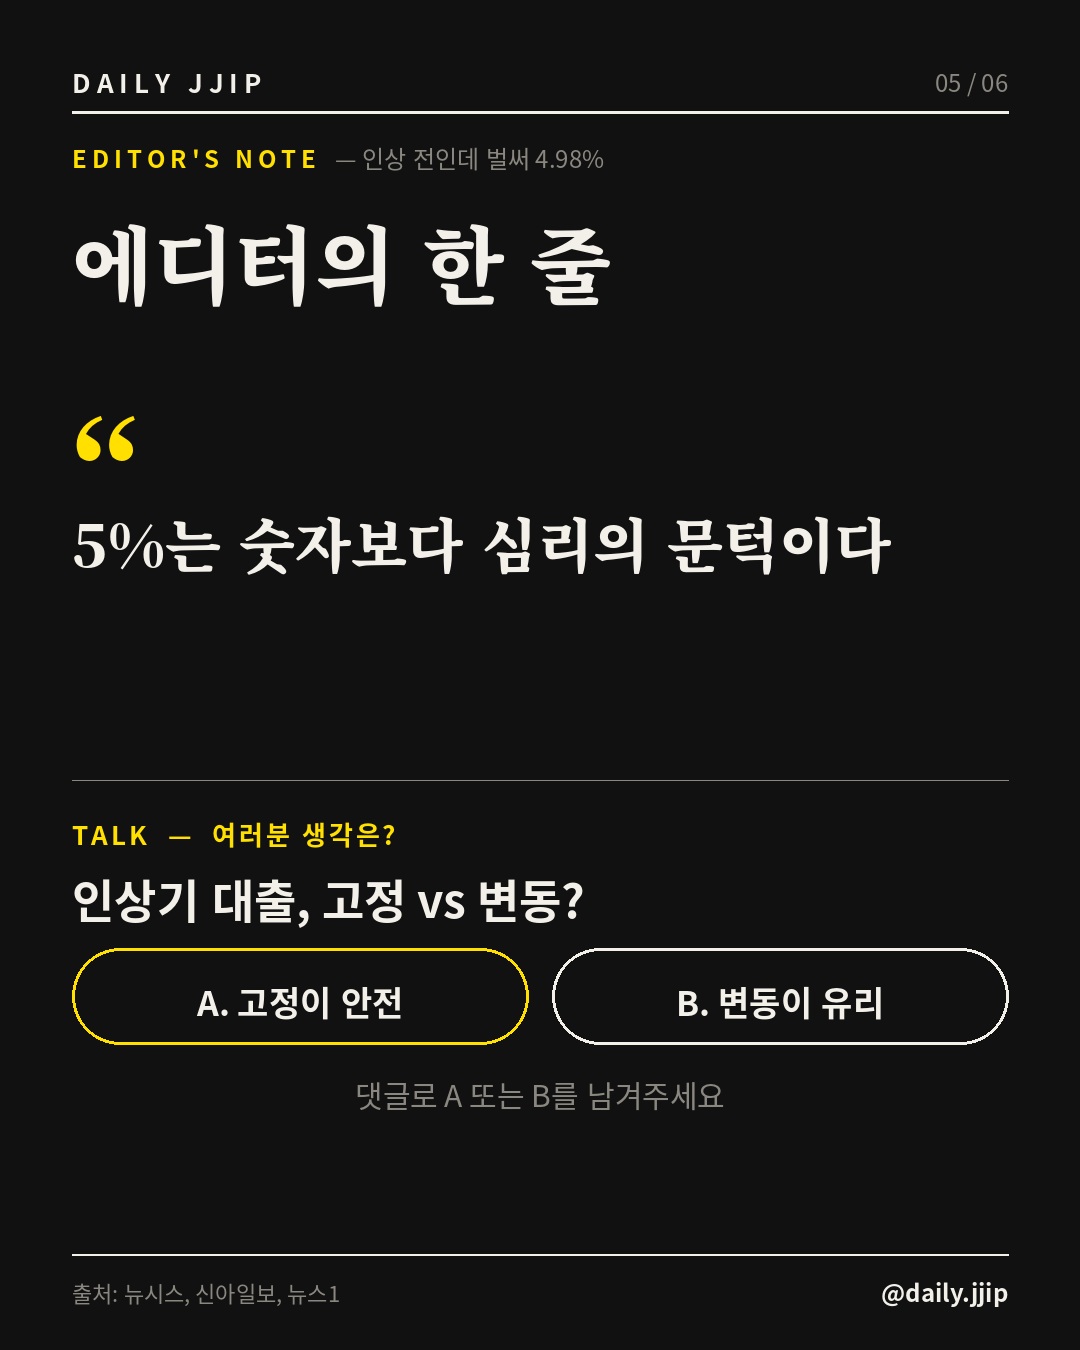 DAILY JJIP 05 / 06
EDITOR'S NOTE — 인상 전인데 벌써 4.98%
에디터의 한 줄
“
5%는 숫자보다 심리의 문턱이다
TALK — 여러분 생각은?
인상기 대출, 고정 vs 변동?
A. 고정이 안전 B. 변동이 유리
댓글로 A 또는 B를 남겨주세요
출처: 뉴시스, 신아일보, 뉴스1 @daily.jjip